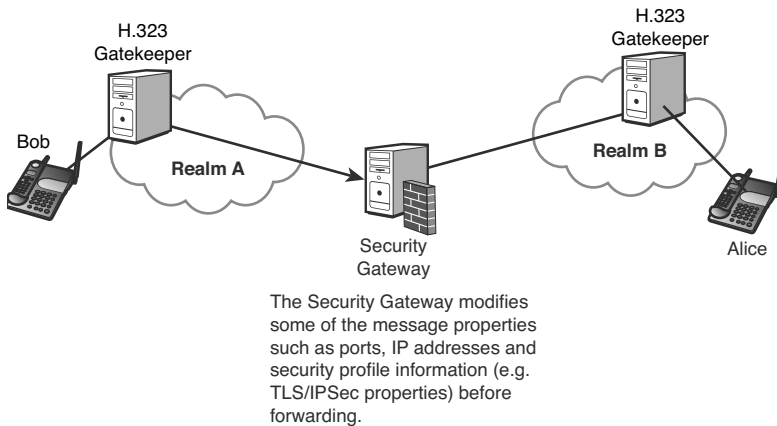 H.323
Gatekeeper
H.323
Gatekeeper
Bob
Realm A
Realm B
Security
Gateway
Alice
The Security Gateway modifies
some of the message properties
such as ports, IP addresses and
security profile information (e.g.
TLS/IPSec properties) before
forwarding.